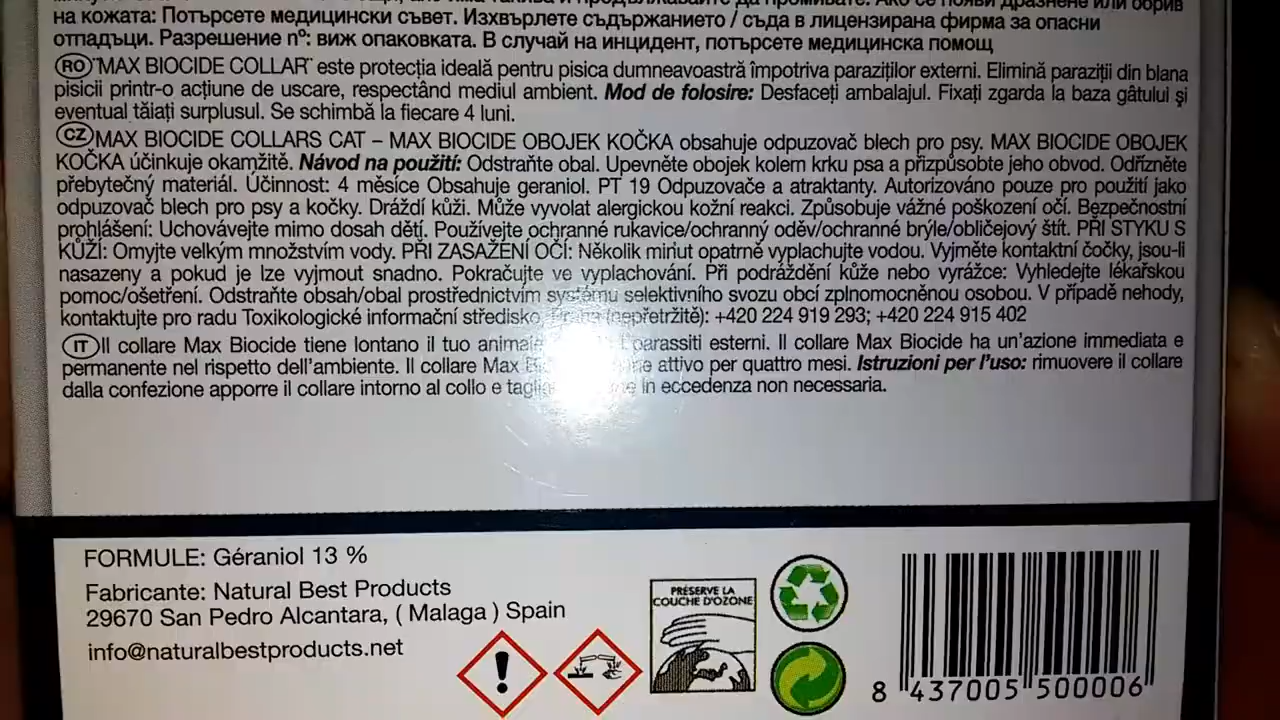 на кожата: Потърсете медицински съвет. Изхвърлете съдържанието / съда в лицензирана фирма за опасни
отпадъци. Разрешение nº: виж опаковката. В случай на инцидент, потърсете медицинска помощ
RO "MAX BIOCIDE COLLAR" este protecția ideală pentru pisica dumneavoastră împotriva paraziților externi. Elimină paraziții din blana
pisicii printr-o acțiune de uscare, respectând mediul ambient. Mod de folosire: Desfaceți ambalajul. Fixați zgarda la baza gâtului și
eventual tăiați surplusul. Se schimbă la fiecare 4 luni.
CZ MAX BIOCIDE COLLARS CAT – MAX BIOCIDE OBOJEK KOČKA obsahuje odpuzovač blech pro psy. MAX BIOCIDE OBOJEK
KOČKA účinkuje okamžitě. Návod na použití: Odstraňte obal. Upevněte obojek kolem krku psa a přizpůsobte jeho obvod. Odřízněte
přebytečný materiál. Účinnost: 4 měsíce Obsahuje geraniol. PT 19 Odpuzovače a atraktanty. Autorizováno pouze pro použití jako
odpuzovač blech pro psy a kočky. Dráždí kůži. Může vyvolat alergickou kožní reakci. Způsobuje vážné poškození očí. Bezpečnostní
prohlášení: Uchovávejte mimo dosah dětí. Používejte ochranné rukavice/ochranný oděv/ochranné brýle/obličejový štít. PŘI STYKU S
KŮŽÍ: Omyjte velkým množstvím vody. PŘI ZASAŽENÍ OČÍ: Několik minut opatrně vyplachujte vodou. Vyjměte kontaktní čočky, jsou-li
nasazeny a pokud je lze vyjmout snadno. Pokračujte ve vyplachování. Při podráždění kůže nebo vyrážce: Vyhledejte lékařskou
pomoc/ošetření. Odstraňte obsah/obal prostřednictvím systému selektivního svozu obcí zplnomocněnou osobou. V případě nehody,
kontaktujte pro radu Toxikologické informační středisko, Praha (nepřetržitě): +420 224 919 293; +420 224 915 402
IT Il collare Max Biocide tiene lontano il tuo parassiti esterni. Il collare Max Biocide ha un'azione immediata e
permanente nel rispetto dell'ambiente. Il collare Max attivo per quattro mesi. Istruzioni per l'uso: rimuovere il collare
dalla confezione apporre il collare intorno al collo e in eccedenza non necessaria.
FORMULE: Géraniol 13 %
Fabricante: Natural Best Products
29670 San Pedro Alcantara, ( Malaga ) Spain
info@naturalbestproducts.net
PRÉSERVE LA
COUCHE D'OZONE
8 437005 500006